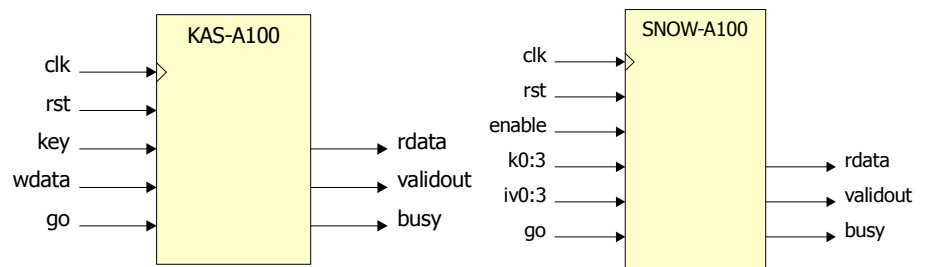 KAS-A100
clk
rst
key
wdata
go
rdata
validout
busy
SNOW-A100
clk
rst
enable
k0:3
iv0:3
go
rdata
validout
busy